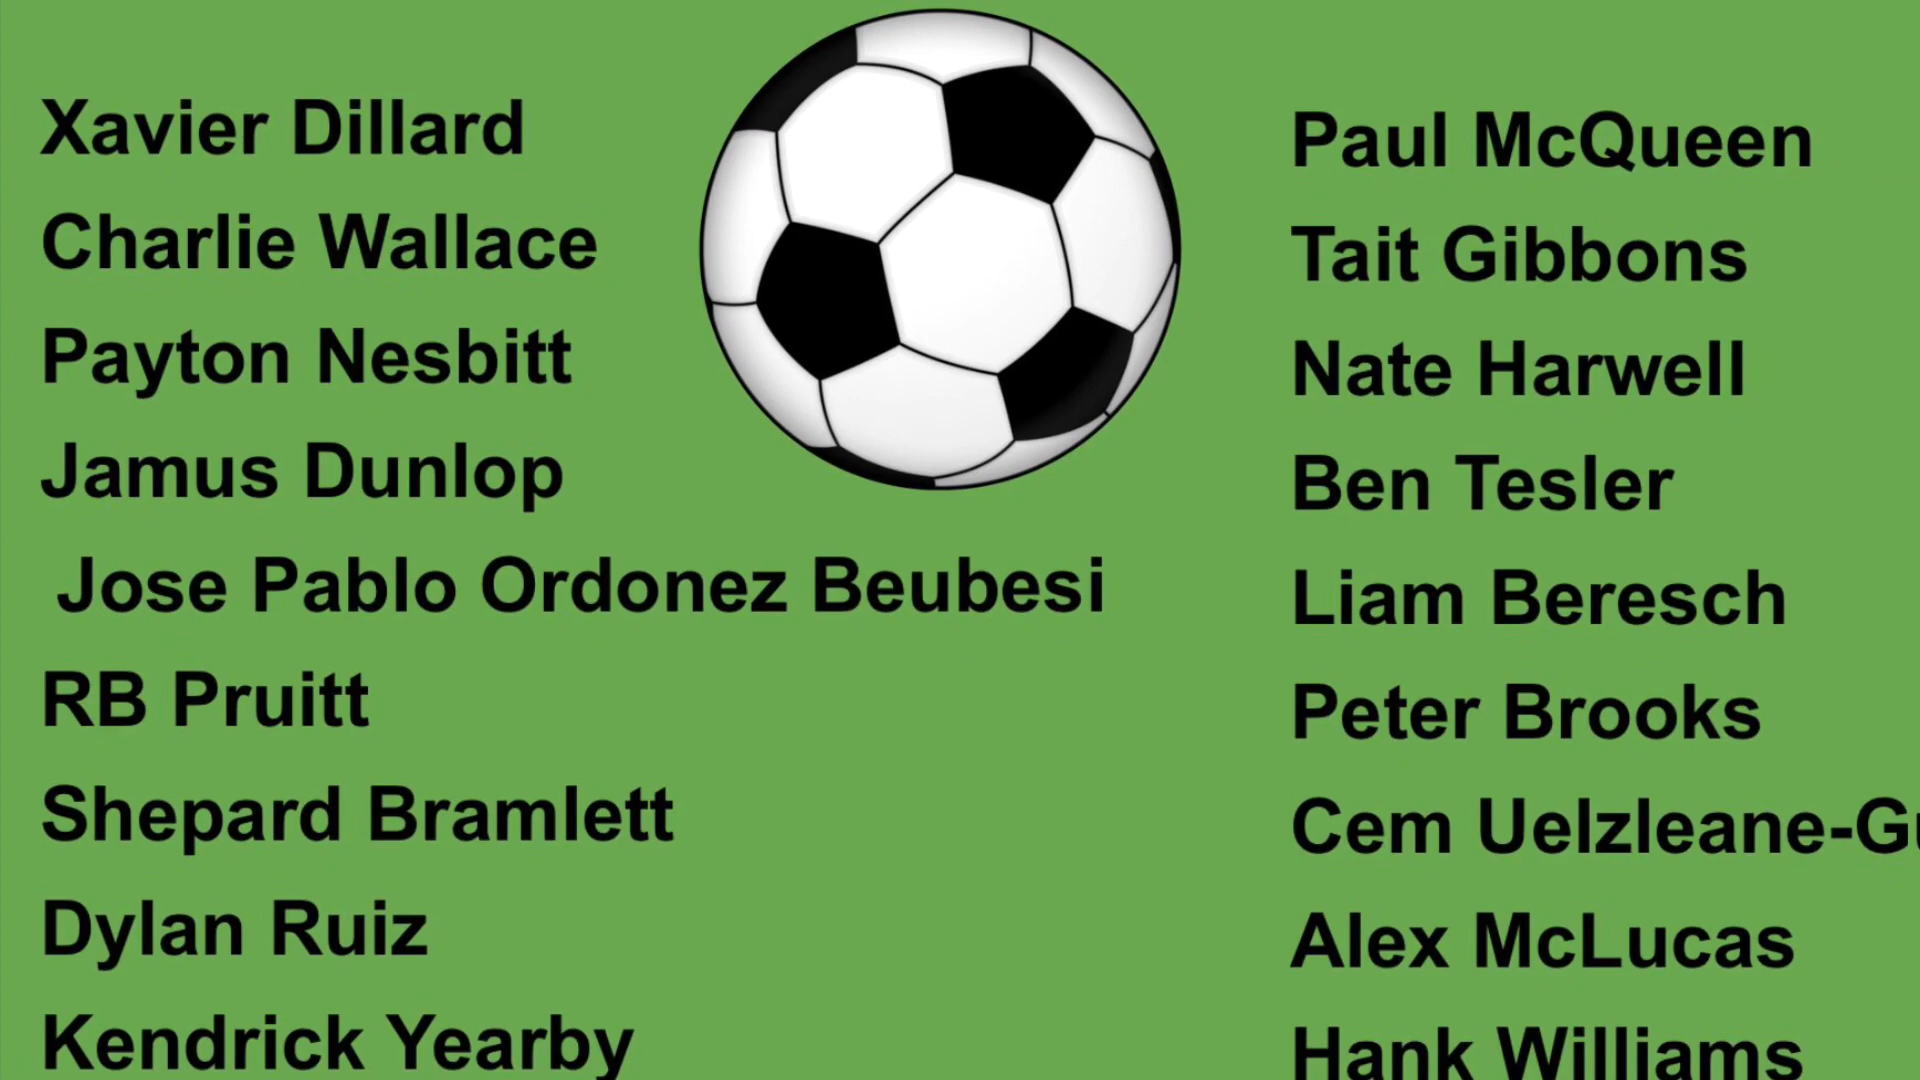 Xavier Dillard
Charlie Wallace
Payton Nesbitt
Jamus Dunlop
Jose Pablo Ordonez Beubesi
RB Pruitt
Shepard Bramlett
Dylan Ruiz
Kendrick Yearby
Paul McQueen
Tait Gibbons
Nate Harwell
Ben Tesler
Liam Beresch
Peter Brooks
Cem
Alex McLucas
Hank Williams